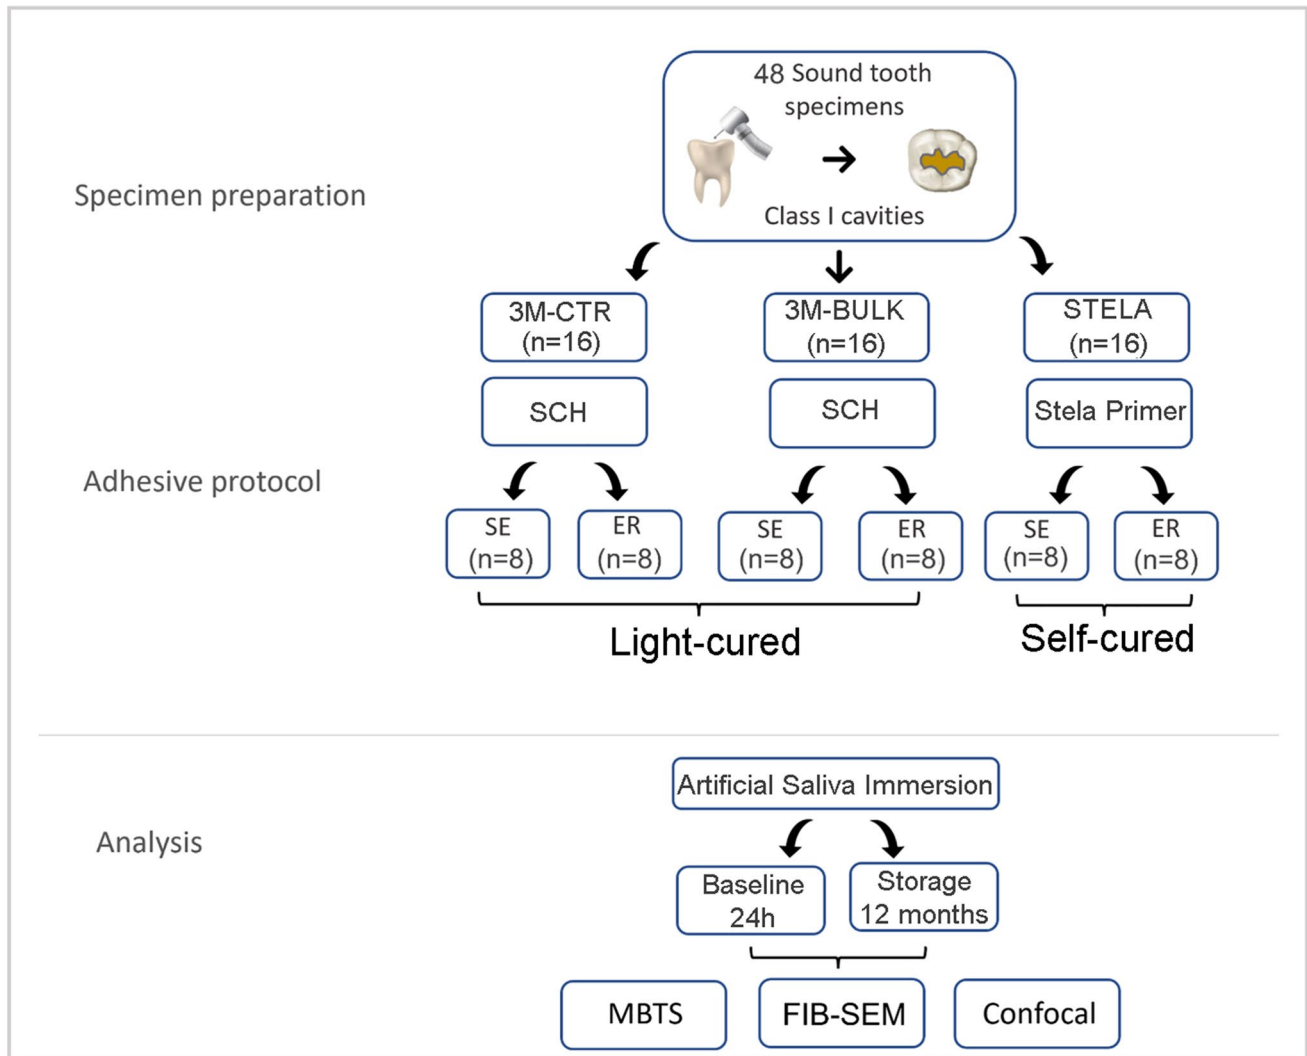 48 Sound tooth
specimens
Class I cavities
Specimen preparation
3M-CTR
(n=16)
3M-BULK
(n=16)
STELA
(n=16)
SCH
SCH
Stela Primer
Adhesive protocol
SE
(n=8)
ER
(n=8)
SE
(n=8)
ER
(n=8)
SE
(n=8)
ER
(n=8)
Light-cured
Self-cured
Artificial Saliva Immersion
Analysis
Baseline
24h
Storage
12 months
MBTS
FIB-SEM
Confocal